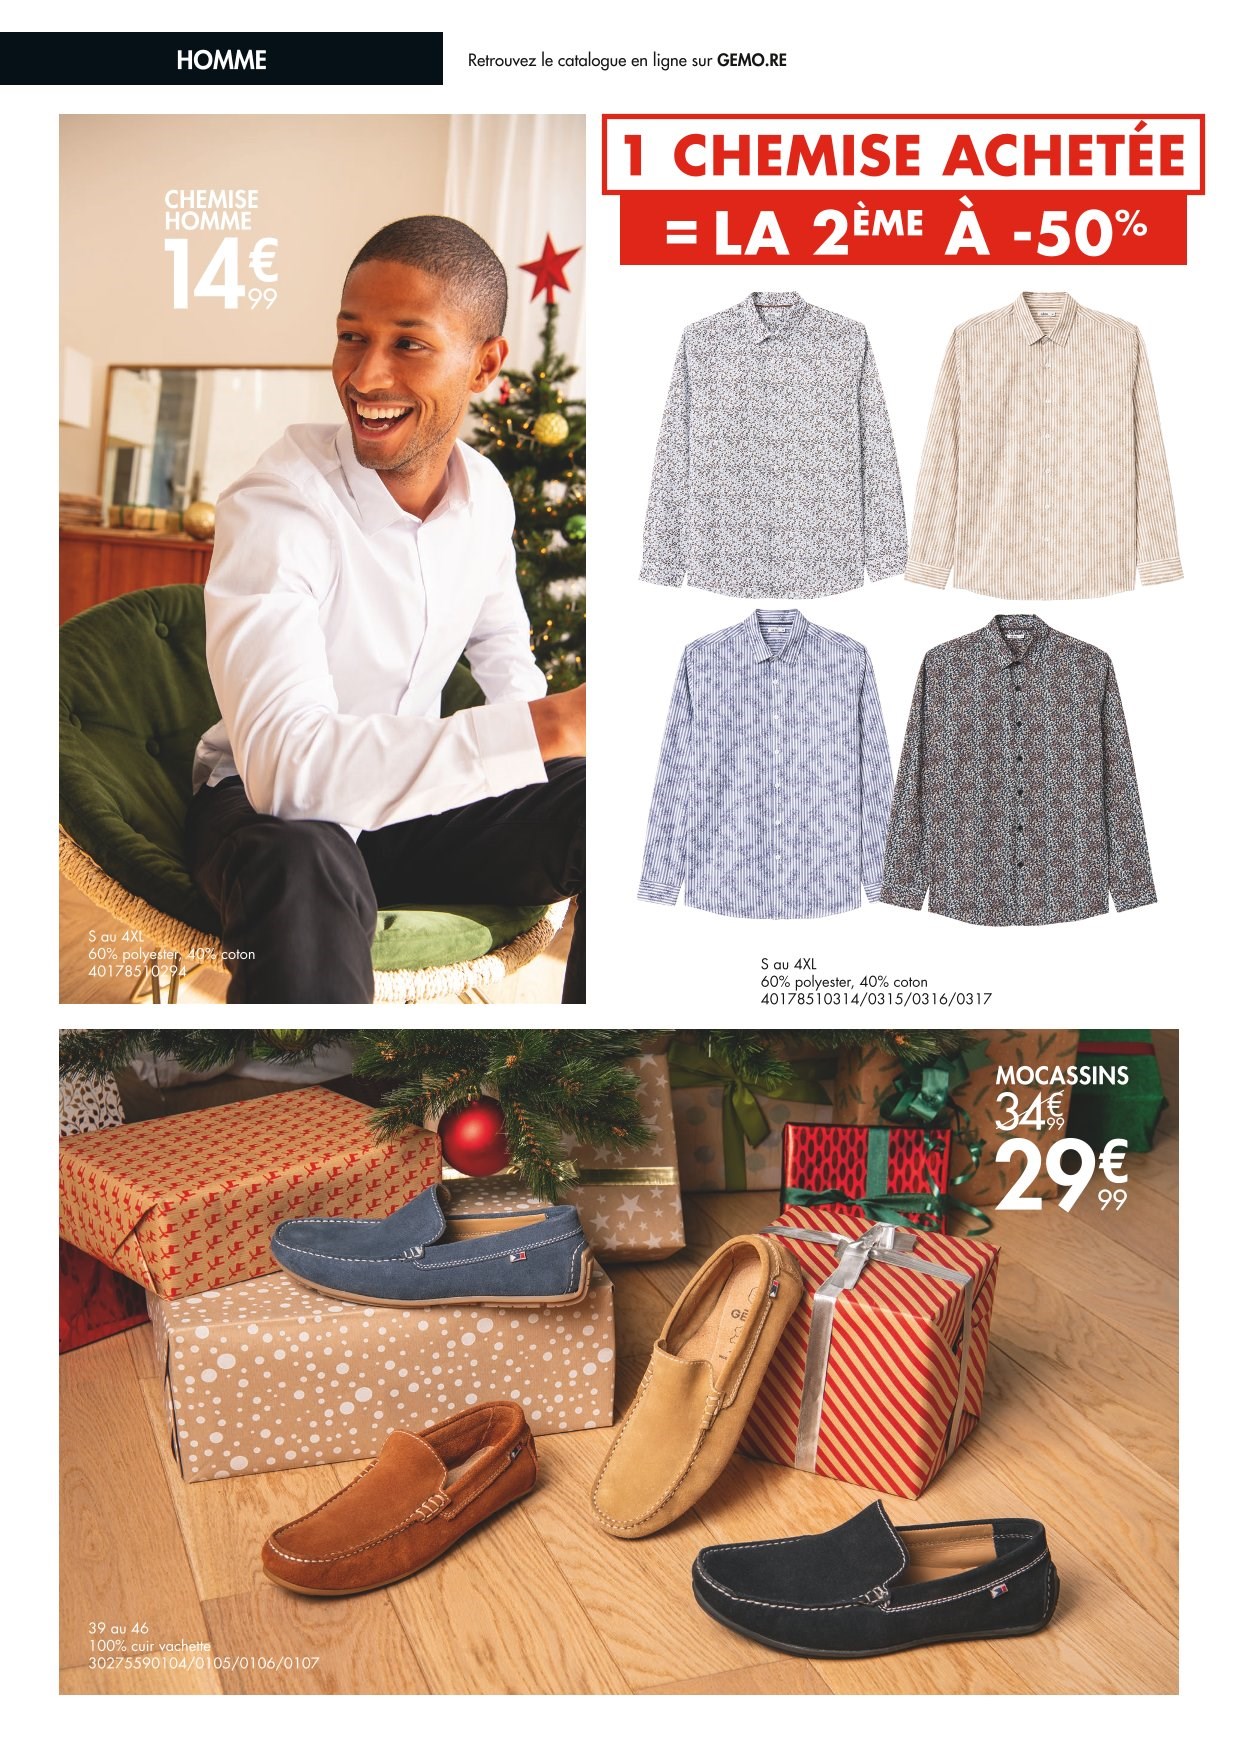 HOMME
Retrouvez le catalogue en ligne sur GEMO.RE
CHEMISE
HOMME
14€99
S au 4XL
60% polyester, 40% coton
40178510294
1 CHEMISE ACHETÉE
= LA 2ÈME À -50%
S au 4XL
60% polyester, 40% coton
40178510314/0315/0316/0317
MOCASSINS
34€99
29€99
GÉ
39 au 46
100% cuir vachette
30275590104/0105/0106/0107